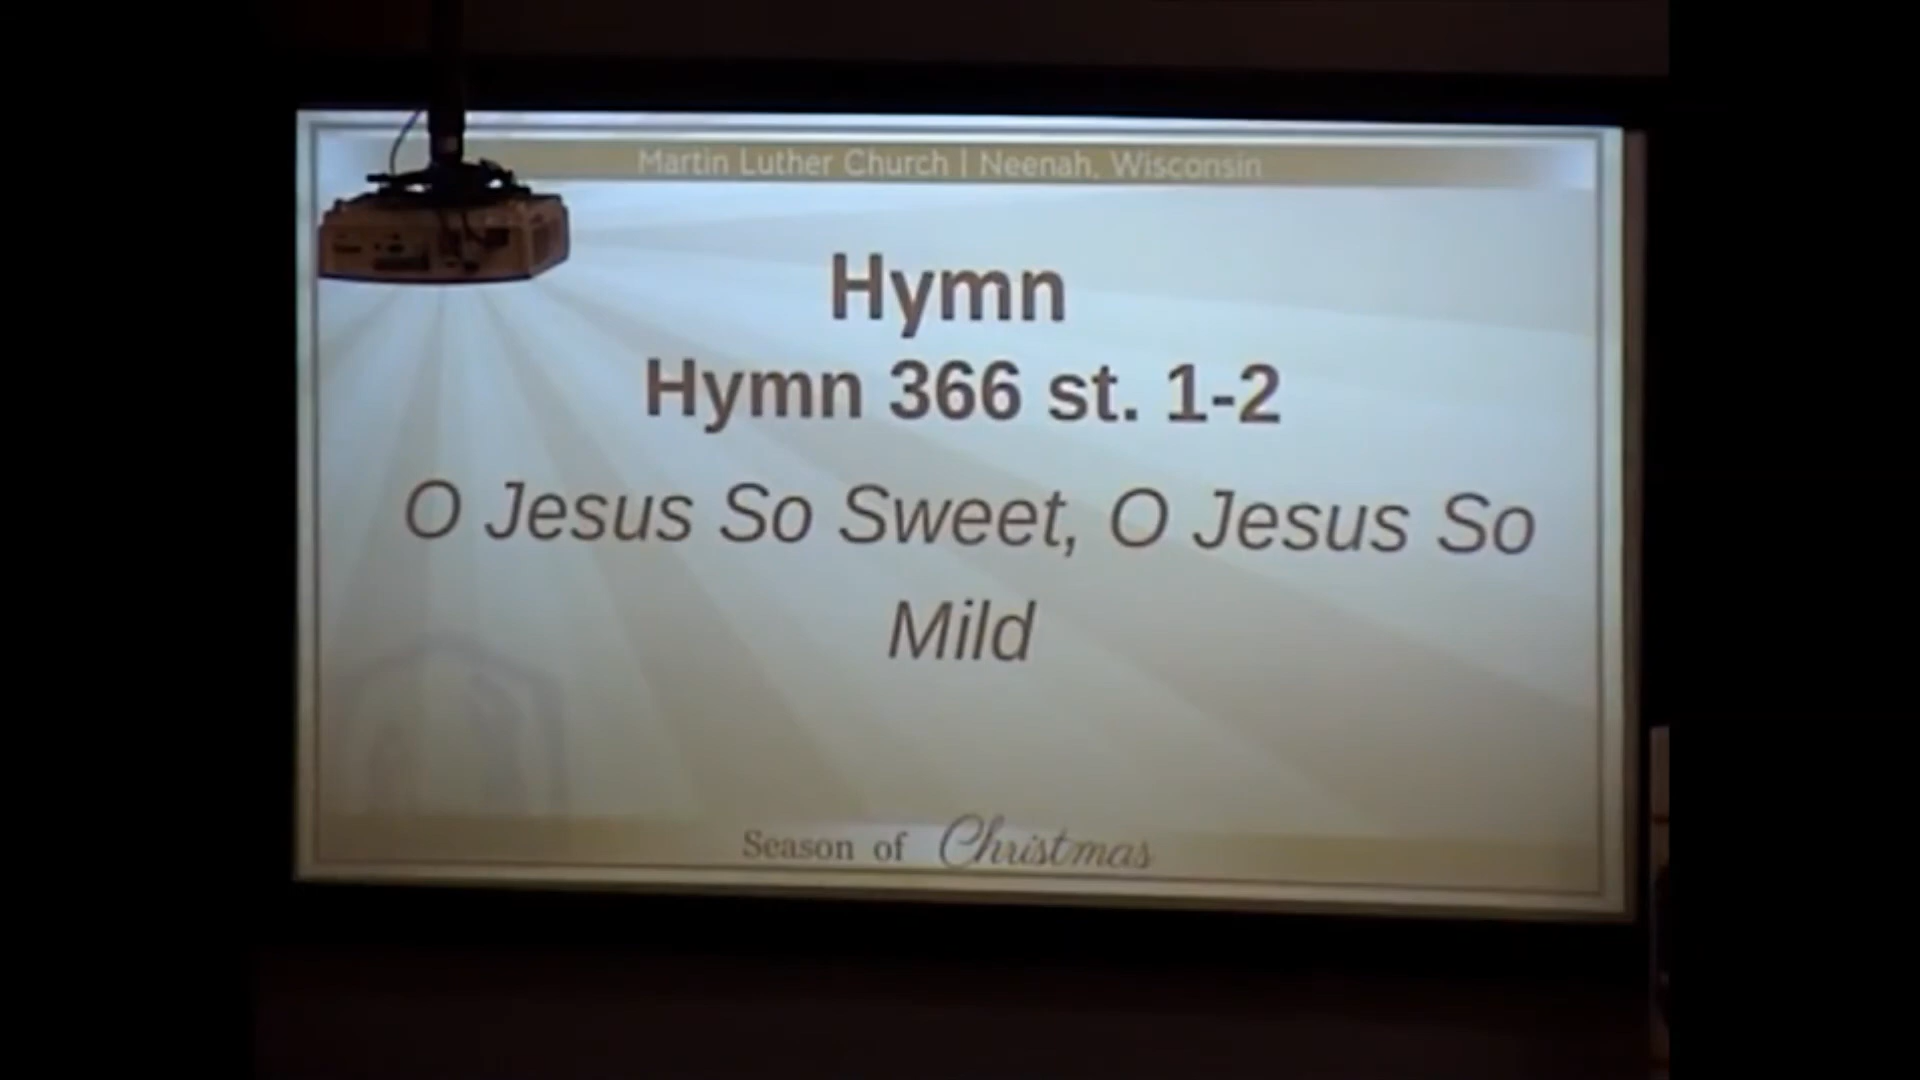 Martin Luther Church | Neenah, Wisconsin
Hymn
Hymn 366 st. 1-2
O Jesus So Sweet, O Jesus So
Mild
Season of Christmas